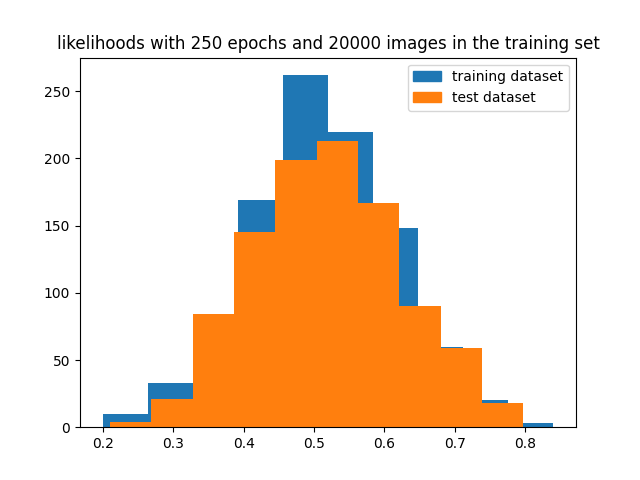 likelihoods with 250 epochs and 20000 images in the training set
training dataset
test dataset
250
200
150
100
50
0
0.2 0.3 0.4 0.5 0.6 0.7 0.8